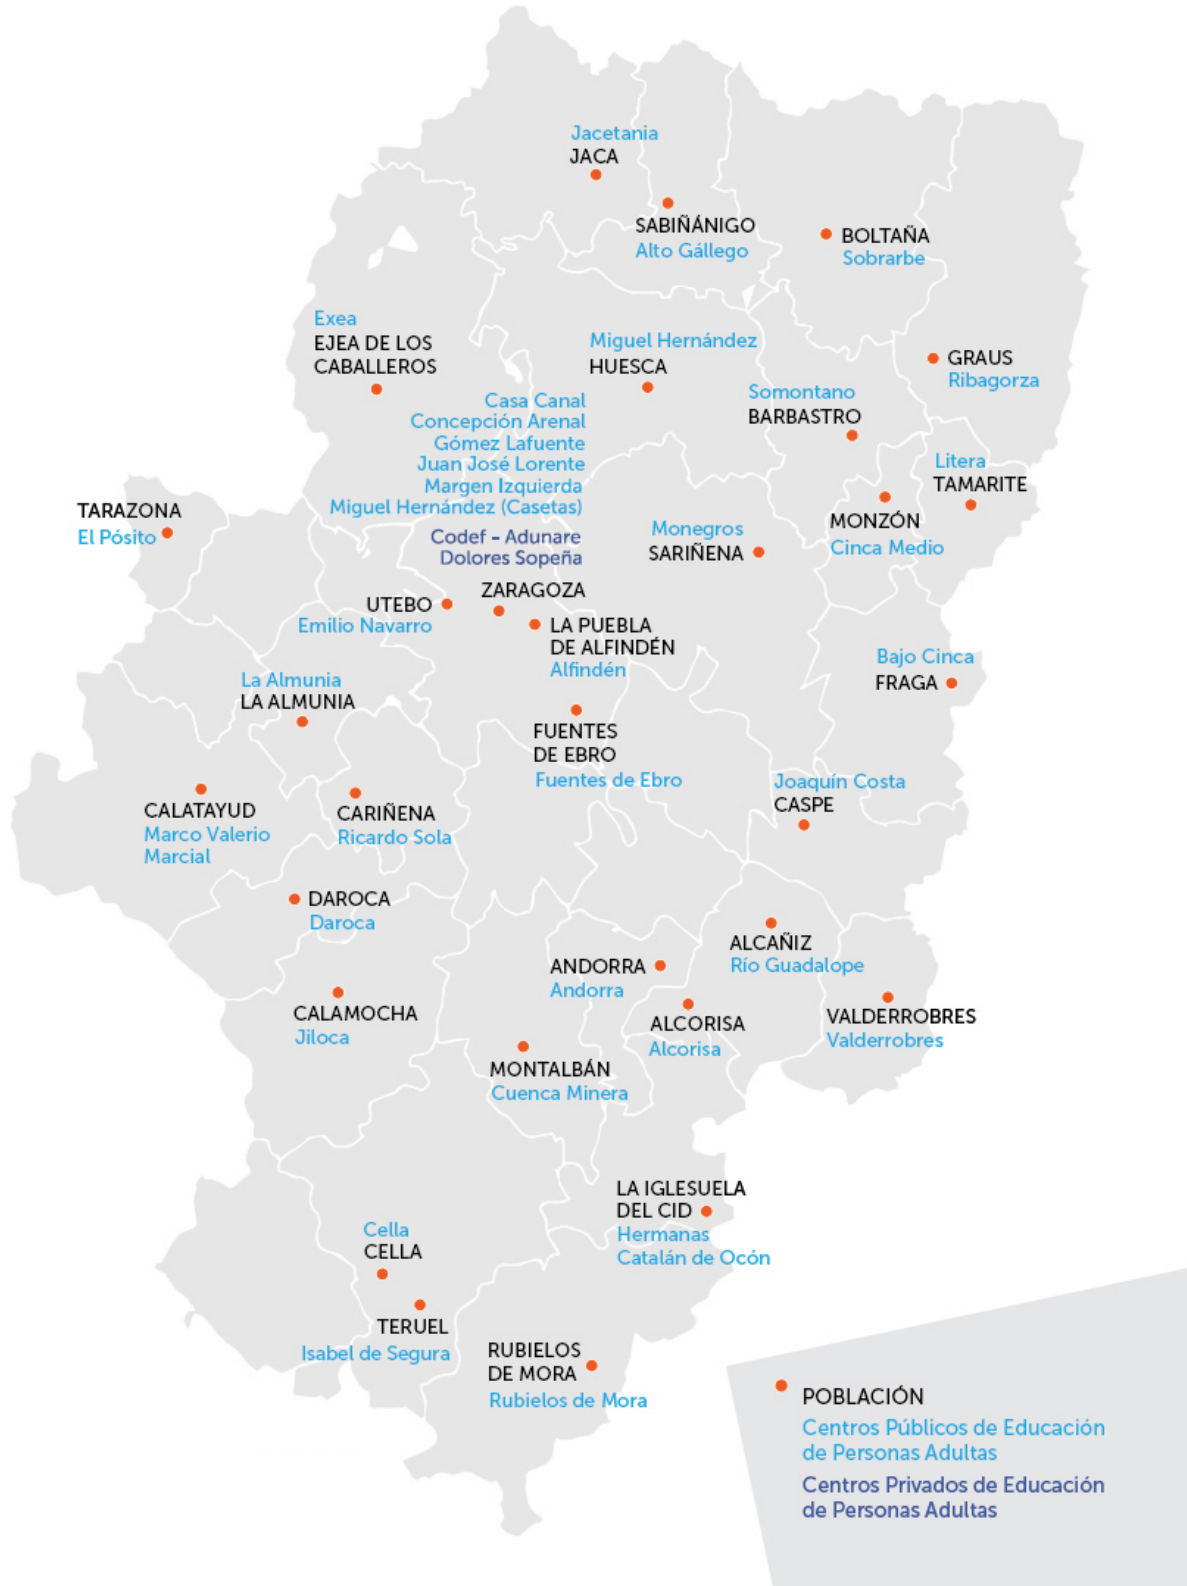 Jacetania
JACA
SABIÑÁNIGO
Alto Gállego
BOLTAÑA
Sobrarbe
Exea
EJEA DE LOS
CABALLEROS
Miguel Hernández
HUESCA
GRAUS
Ribagorza
Somontano
BARBASTRO
Casa Canal
Concepción Arenal
Gómez Lafuente
Juan José Lorente
Margen Izquierda
Miguel Hernández (Casetas)
Codef - Adunare
Dolores Sopeña
ZARAGOZA
Litera
TAMARITE
TARAZONA
El Pósito
MONZÓN
Cinca Medio
Monegros
SARIÑENA
UTEBO
Emilio Navarro
LA PUEBLA
DE ALFINDÉN
Alfindén
Bajo Cinca
FRAGA
La Almunia
LA ALMUNIA
FUENTES
DE EBRO
Fuentes de Ebro
Joaquín Costa
CASPE
CALATAYUD
Marco Valerio
Marcial
CARIÑENA
Ricardo Sola
DAROCA
Daroca
ALCAÑIZ
Río Guadalope
ANDORRA
Andorra
CALAMOCHA
Jiloca
ALCORISA
Alcorisa
VALDERROBRES
Valderrobres
MONTALBÁN
Cuenca Minera
LA IGLESUELA
DEL CID
Hermanas
Catalán de Ocón
Cella
CELLA
TERUEL
Isabel de Segura
RUBIELOS
DE MORA
Rubielos de Mora
POBLACIÓN
Centros Públicos de Educación
de Personas Adultas
Centros Privados de Educación
de Personas Adultas